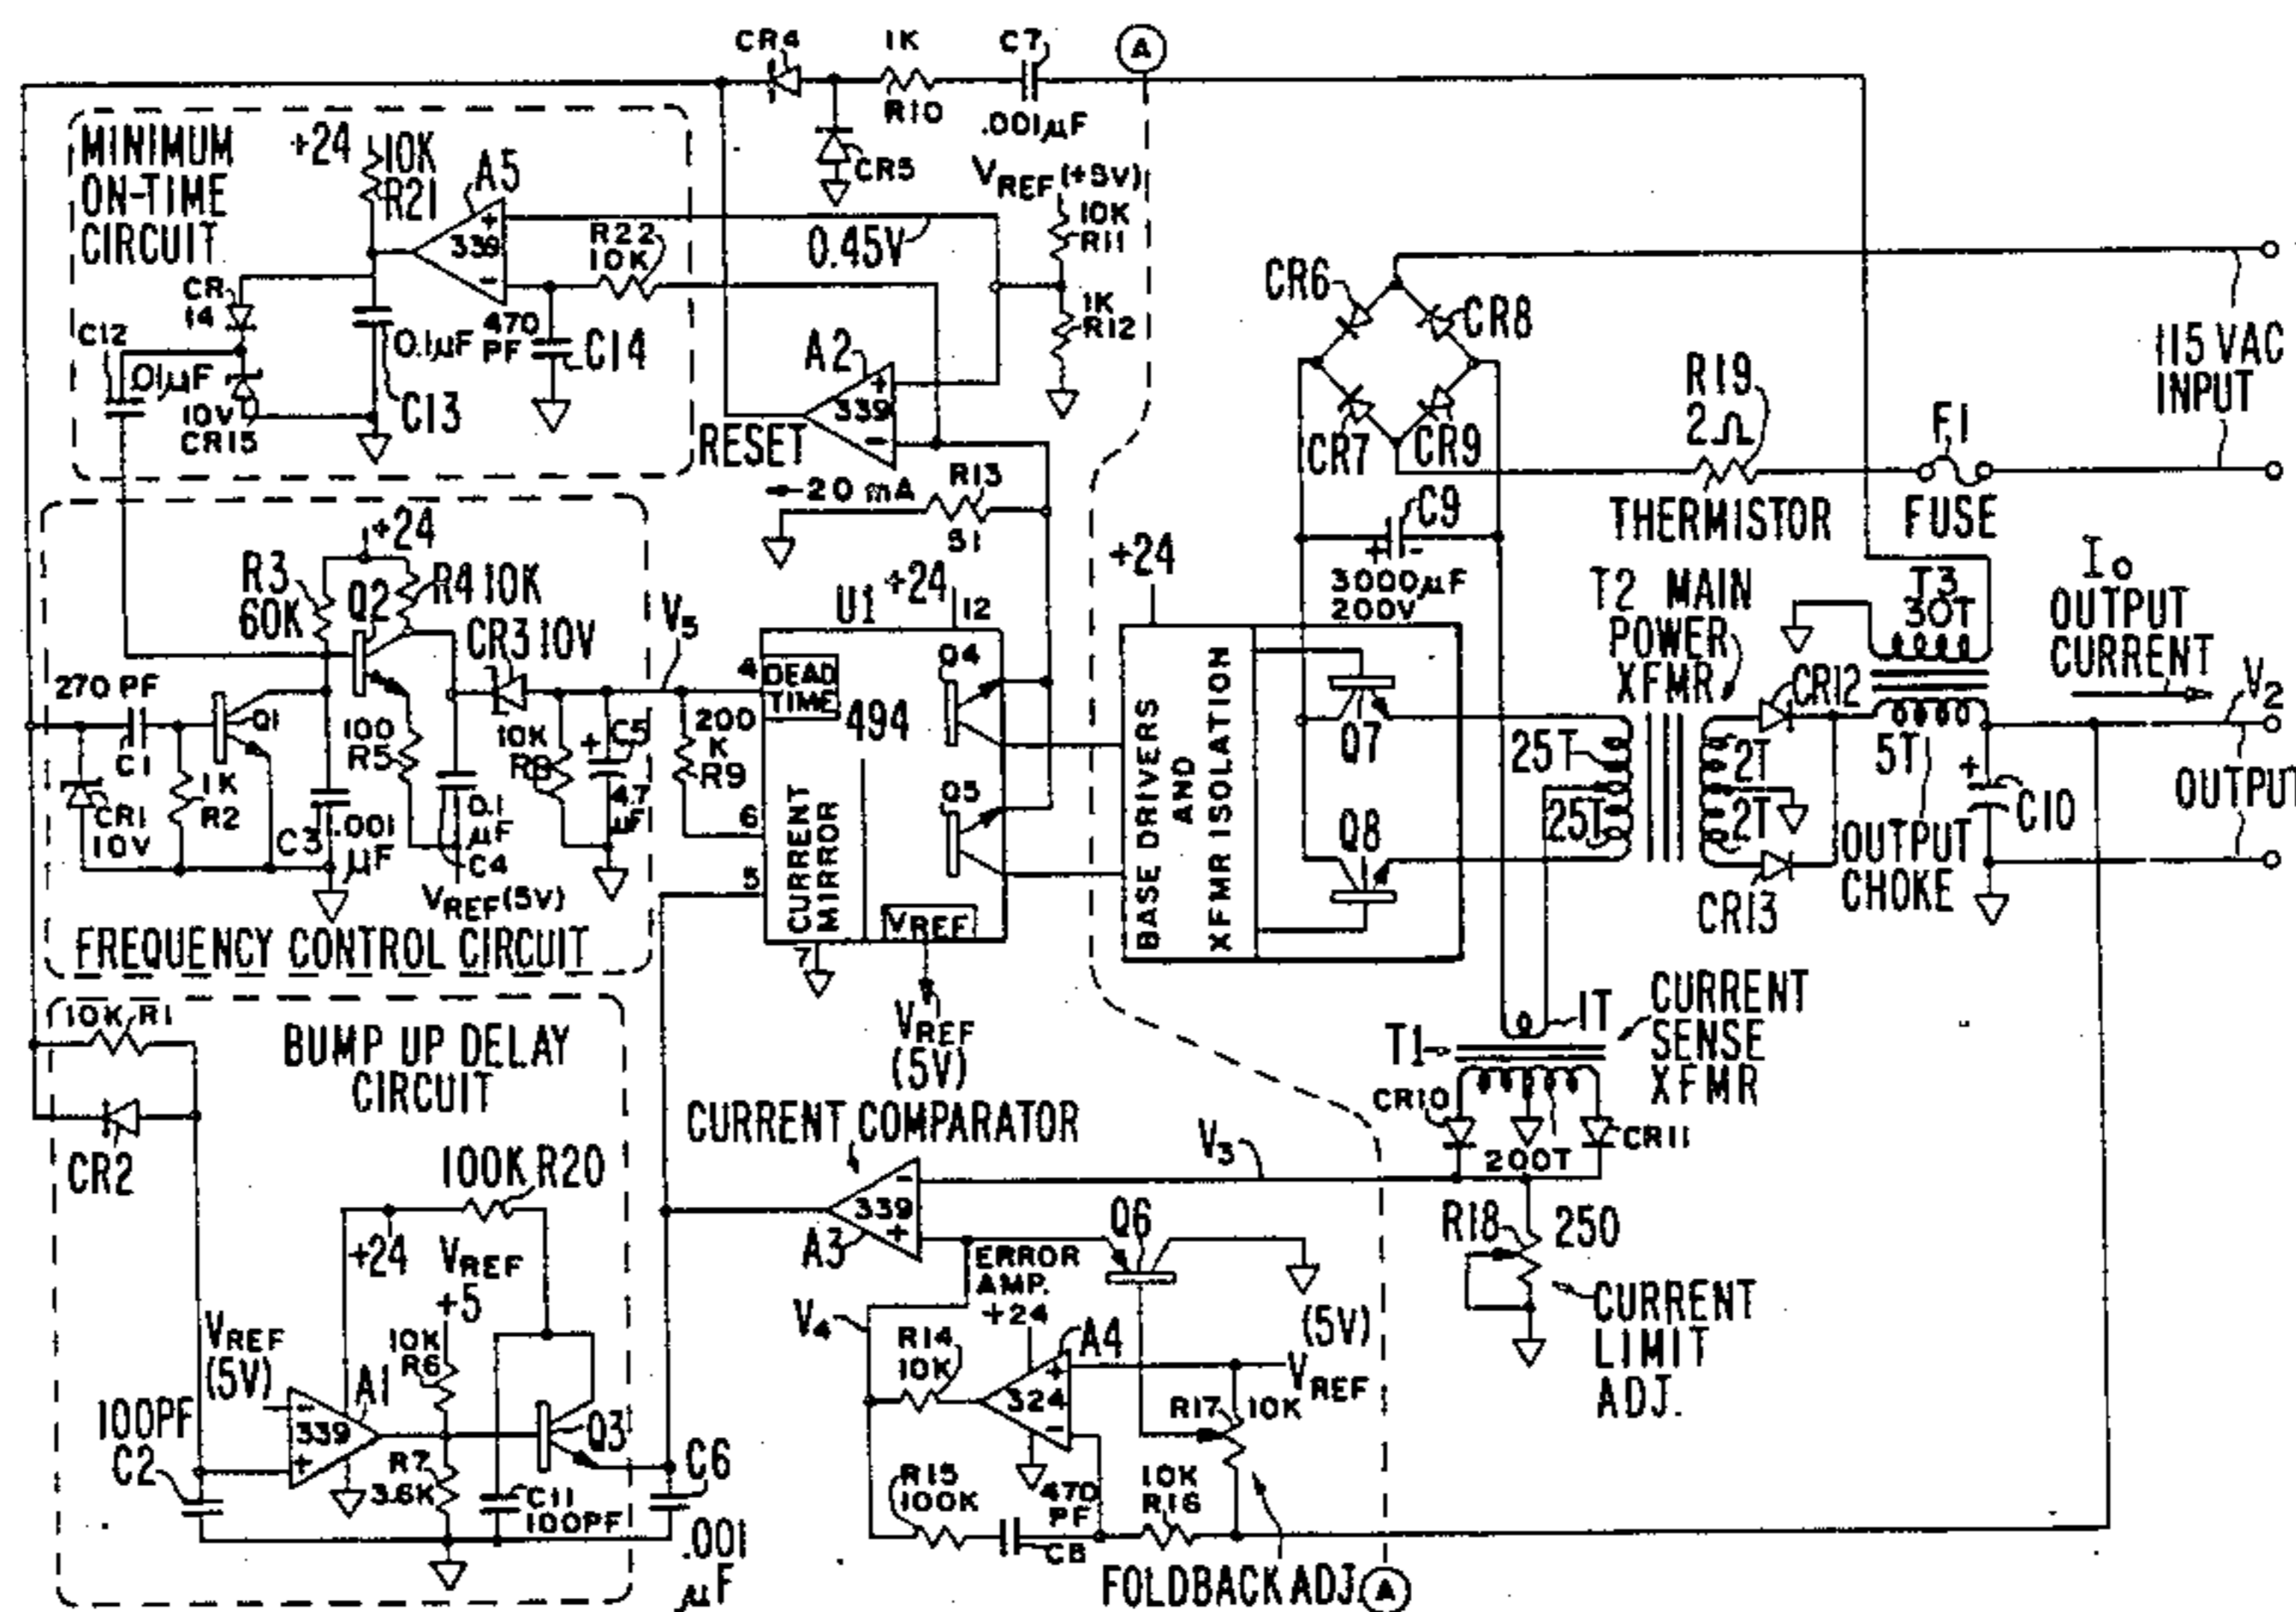 CR4
1K
C7
A
R10
.001µF
CR5
MINIMUM
ON-TIME
CIRCUIT
+24
10K
R21
A5
+
339
-
R22
10K
0.45V
VREF (+5V)
10K
R11
1K
R12
CR
14
C12
.01µF
10V
CR15
0.1µF
C13
470
PF
C14
A2
+
339
-
RESET
R13
20 mA
51
CR6
CR8
CR7
CR9
R19
2Ω
THERMISTOR
F1
FUSE
115 VAC
INPUT
C9
+ -
3000µF
200V
+24
R3
60K
Q2
R4 10K
CR3 10V
V5
270 PF
C1
Q1
CR1
10V
1K
R2
C3
.001
µF
100
R5
0.1
µF
C4
VREF(5V)
10K
R8
+
C5
4.7
µF
200
K
R9
FREQUENCY CONTROL CIRCUIT
U1
+24
12
4
DEAD
TIME
494
Q4
Q5
6
5
CURRENT
MIRROR
7
VREF
VREF
(5V)
+24
BASE DRIVERS
AND
XFMR ISOLATION
Q7
Q8
T2 MAIN
POWER
XFMR
25T
25T
2T
2T
CR12
CR13
T3
30T
5T
OUTPUT
CHOKE
Io
OUTPUT
CURRENT
V2
+
C10
OUTPUT
10K R1
BUMP UP DELAY
CIRCUIT
CR2
100K R20
+24
VREF
+5
10K
R6
VREF
(5V)
-
339
+
A1
100PF
C2
R7
3.6K
C11
100PF
Q3
C6
.001
µF
CURRENT COMPARATOR
-
339
+
A3
V3
T1
1T
CURRENT
SENSE
XFMR
CR10
CR11
200T
R18
250
CURRENT
LIMIT
ADJ.
Q6
ERROR
AMP.
+24
V4
R14
10K
+
324
-
A4
(5V)
VREF
R17
10K
R15
100K
470
PF
C8
10K
R16
FOLDBACK ADJ.
A